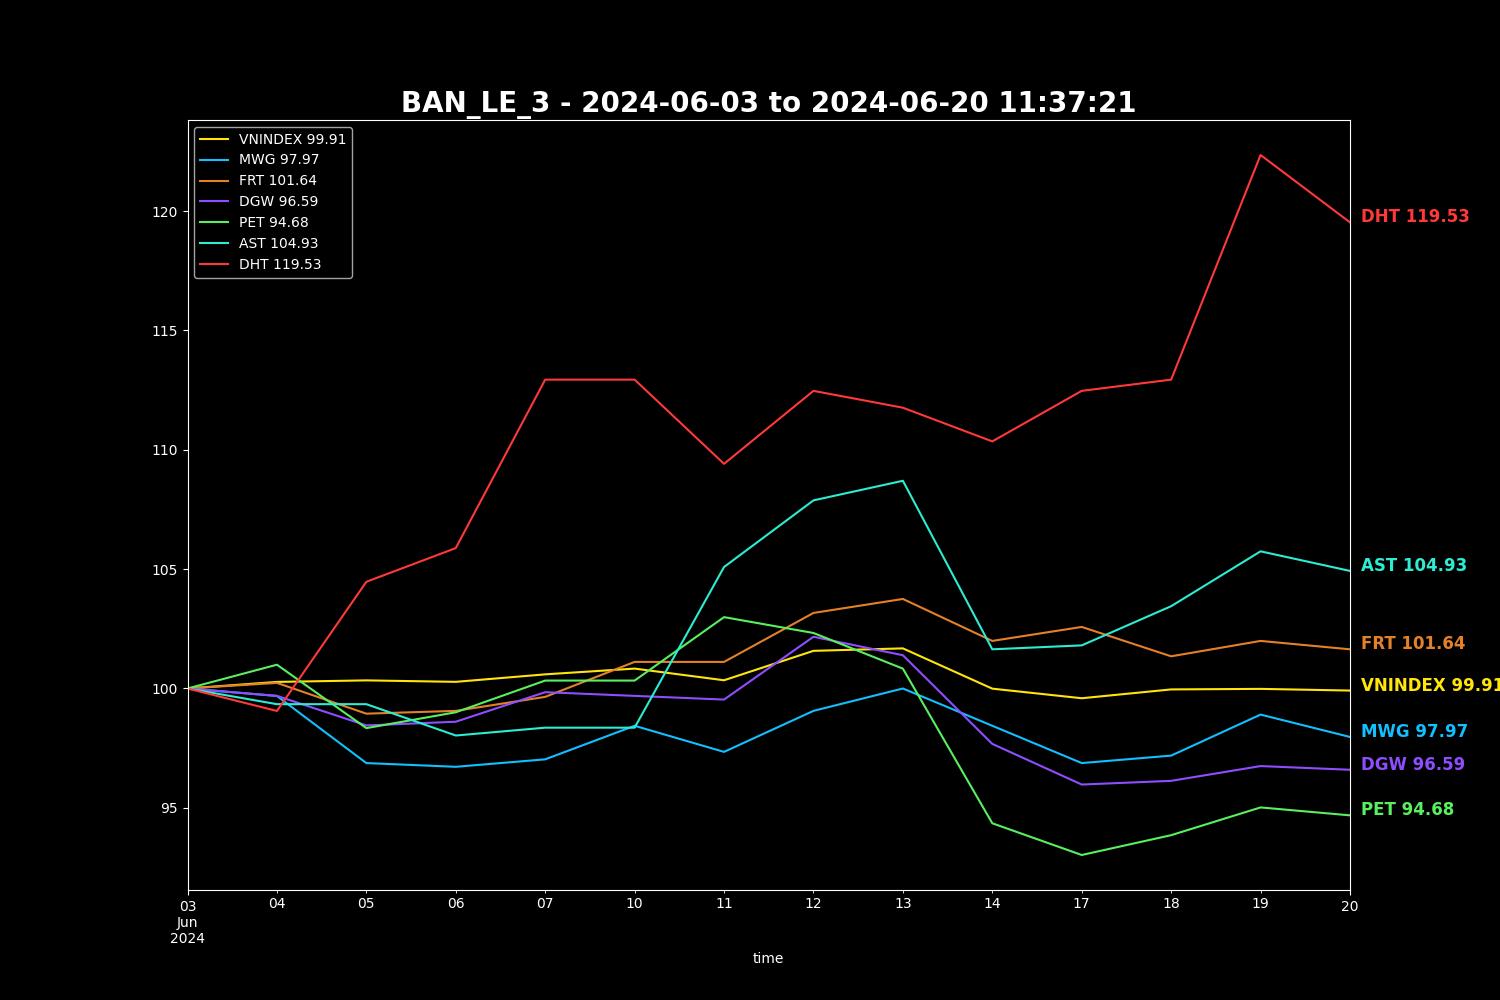 BAN_LE_3 - 2024-06-03 to 2024-06-20 11:37:21
VNINDEX 99.91
MWG 97.97
FRT 101.64
DGW 96.59
PET 94.68
AST 104.93
DHT 119.53
120
115
110
105
100
95
DHT 119.53
AST 104.93
FRT 101.64
VNINDEX 99.91
MWG 97.97
DGW 96.59
PET 94.68
03 04 05 06 07 10 11 12 13 14 17 18 19 20
Jun
2024
time